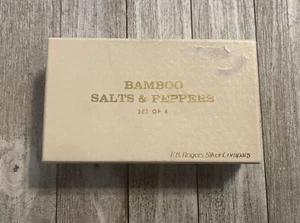 BAMBOO
SALTS & PEPPERS
SET OF 4
F.B. Rogers Silver Company